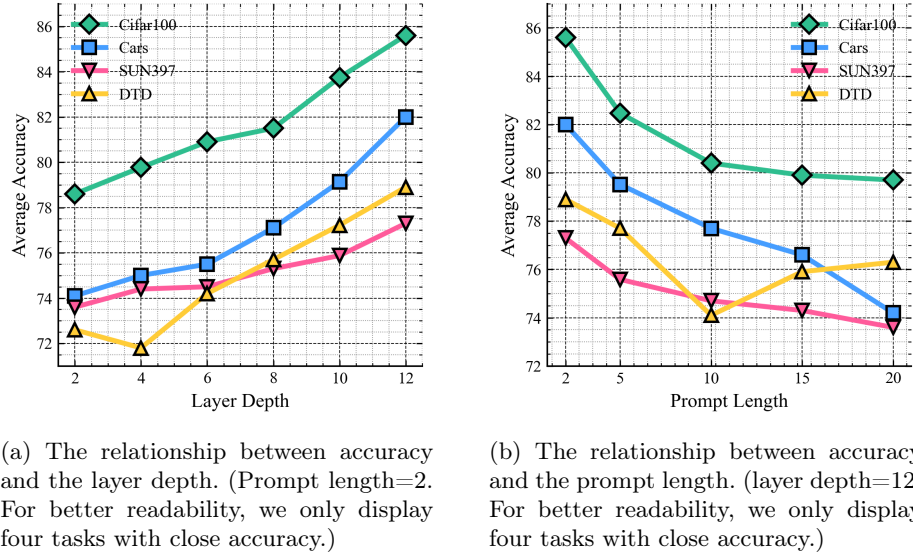 86
84
82
80
78
76
74
72
2
4
6
8
10
12
Average Accuracy
Layer Depth
Cifar100
Cars
SUN397
DTD
86
84
82
80
78
76
74
72
2
5
10
15
20
Average Accuracy
Prompt Length
Cifar100
Cars
SUN397
DTD
(a) The relationship between accuracy
and the layer depth. (Prompt length=2.
For better readability, we only display
four tasks with close accuracy.)
(b) The relationship between accuracy
and the prompt length. (layer depth=12
For better readability, we only display
four tasks with close accuracy.)